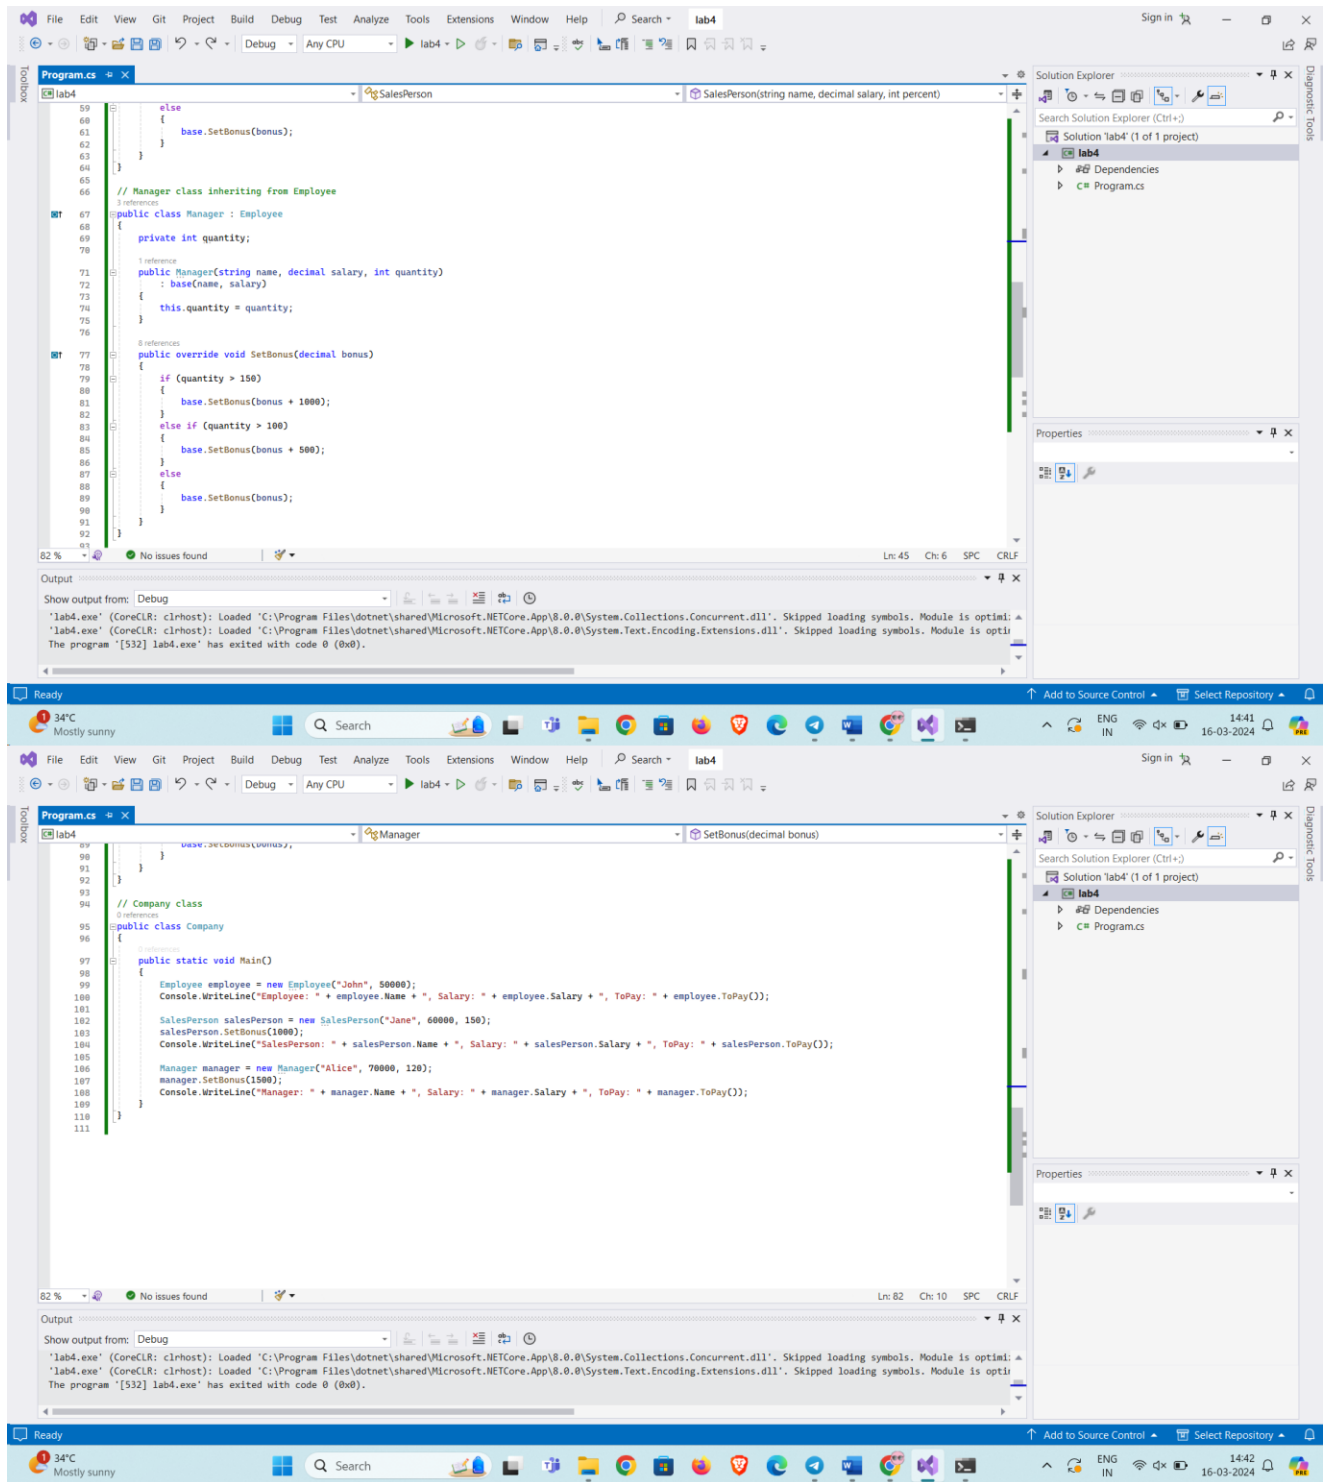 File Edit View Git Project Build Debug Test Analyze Tools Extensions Window Help Search lab4 Sign in
Debug Any CPU lab4
Toolbox
Program.cs
lab4 SalesPerson SalesPerson(string name, decimal salary, int percent)
59 else
60 {
61 base.SetBonus(bonus);
62 }
63 }
64 }
65
66 // Manager class inheriting from Employee
3 references
67 public class Manager : Employee
68 {
69 private int quantity;
70
1 reference
71 public Manager(string name, decimal salary, int quantity)
72 : base(name, salary)
73 {
74 this.quantity = quantity;
75 }
76
8 references
77 public override void SetBonus(decimal bonus)
78 {
79 if (quantity > 150)
80 {
81 base.SetBonus(bonus + 1000);
82 }
83 else if (quantity > 100)
84 {
85 base.SetBonus(bonus + 500);
86 }
87 else
88 {
89 base.SetBonus(bonus);
90 }
91 }
92 }
93
82 % No issues found Ln: 45 Ch: 6 SPC CRLF
Solution Explorer
Search Solution Explorer (Ctrl+;)
Solution 'lab4' (1 of 1 project)
lab4
Dependencies
C# Program.cs
Properties
Diagnostic Tools
Output
Show output from: Debug
'lab4.exe' (CoreCLR: clrhost): Loaded 'C:\Program Files\dotnet\shared\Microsoft.NETCore.App\8.0.0\System.Collections.Concurrent.dll'. Skipped loading symbols. Module is optimi
'lab4.exe' (CoreCLR: clrhost): Loaded 'C:\Program Files\dotnet\shared\Microsoft.NETCore.App\8.0.0\System.Text.Encoding.Extensions.dll'. Skipped loading symbols. Module is opti
The program '[532] lab4.exe' has exited with code 0 (0x0).
Ready Add to Source Control Select Repository
1 34°C
Mostly sunny
Search
ENG
IN
14:41
16-03-2024
PRE
File Edit View Git Project Build Debug Test Analyze Tools Extensions Window Help Search lab4 Sign in
Debug Any CPU lab4
Toolbox
Program.cs
lab4 Manager SetBonus(decimal bonus)
89 base.SetBonus(bonus);
90 }
91 }
92 }
93
94 // Company class
0 references
95 public class Company
96 {
0 references
97 public static void Main()
98 {
99 Employee employee = new Employee("John", 50000);
100 Console.WriteLine("Employee: " + employee.Name + ", Salary: " + employee.Salary + ", ToPay: " + employee.ToPay());
101
102 SalesPerson salesPerson = new SalesPerson("Jane", 60000, 150);
103 salesPerson.SetBonus(1000);
104 Console.WriteLine("SalesPerson: " + salesPerson.Name + ", Salary: " + salesPerson.Salary + ", ToPay: " + salesPerson.ToPay());
105
106 Manager manager = new Manager("Alice", 70000, 120);
107 manager.SetBonus(1500);
108 Console.WriteLine("Manager: " + manager.Name + ", Salary: " + manager.Salary + ", ToPay: " + manager.ToPay());
109 }
110 }
111
82 % No issues found Ln: 82 Ch: 10 SPC CRLF
Solution Explorer
Search Solution Explorer (Ctrl+;)
Solution 'lab4' (1 of 1 project)
lab4
Dependencies
C# Program.cs
Properties
Diagnostic Tools
Output
Show output from: Debug
'lab4.exe' (CoreCLR: clrhost): Loaded 'C:\Program Files\dotnet\shared\Microsoft.NETCore.App\8.0.0\System.Collections.Concurrent.dll'. Skipped loading symbols. Module is optimi
'lab4.exe' (CoreCLR: clrhost): Loaded 'C:\Program Files\dotnet\shared\Microsoft.NETCore.App\8.0.0\System.Text.Encoding.Extensions.dll'. Skipped loading symbols. Module is opti
The program '[532] lab4.exe' has exited with code 0 (0x0).
Ready Add to Source Control Select Repository
1 34°C
Mostly sunny
Search
ENG
IN
14:42
16-03-2024
PRE